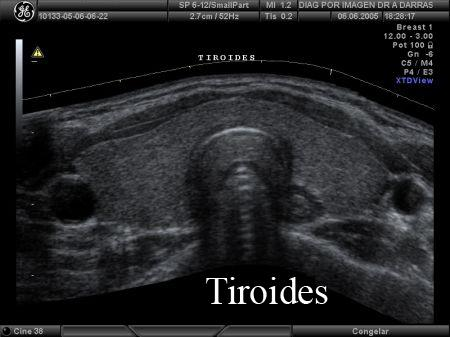 GE SP 6-12/SmallPart MI 1.2 DIAG POR IMAGEN DR A DARRAS
10133-05-06-06-22 2.7cm / 52Hz TIs 0.2 06.06.2005 18:28:17
Breast 1
12.00 - 3.00
Pot 100
Gn -6
C5 / M4
P4 / E3
XTDView
TIROIDES
Tiroides
Cine 38 Congelar